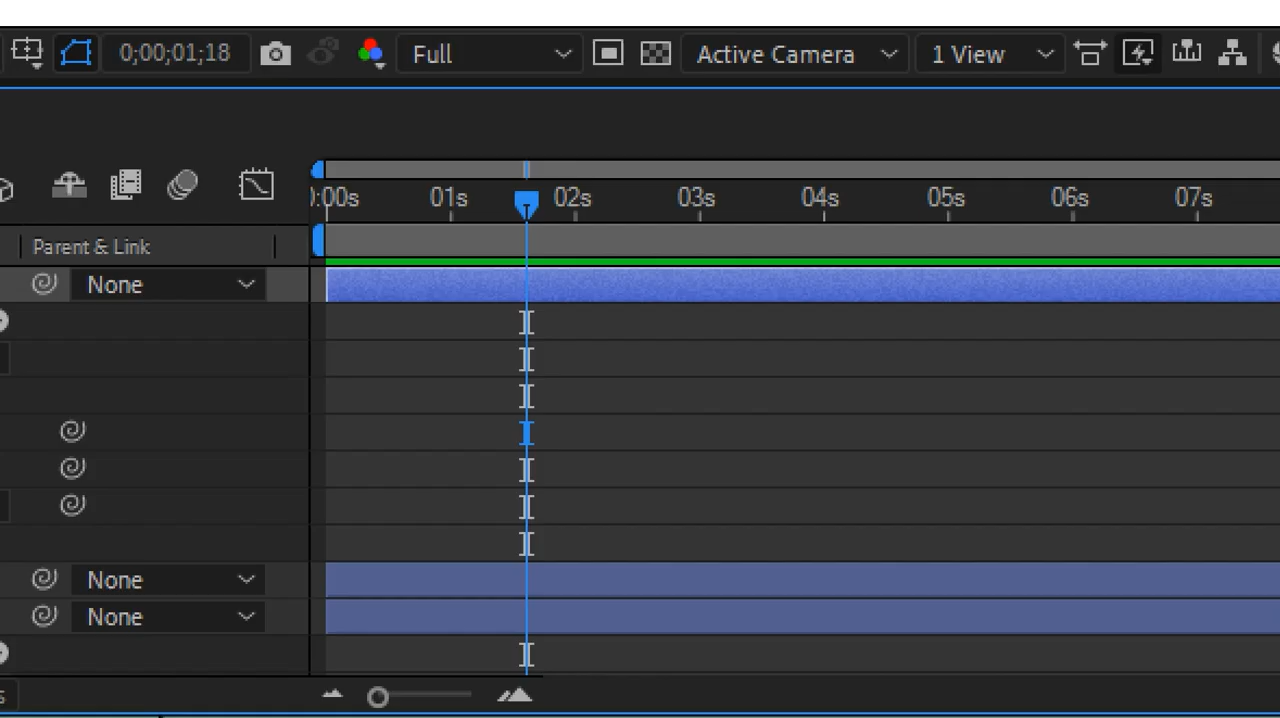 0;00;01;18 Full Active Camera 1 View
0:00s 01s 02s 03s 04s 05s 06s 07s
Parent & Link
None
None
None